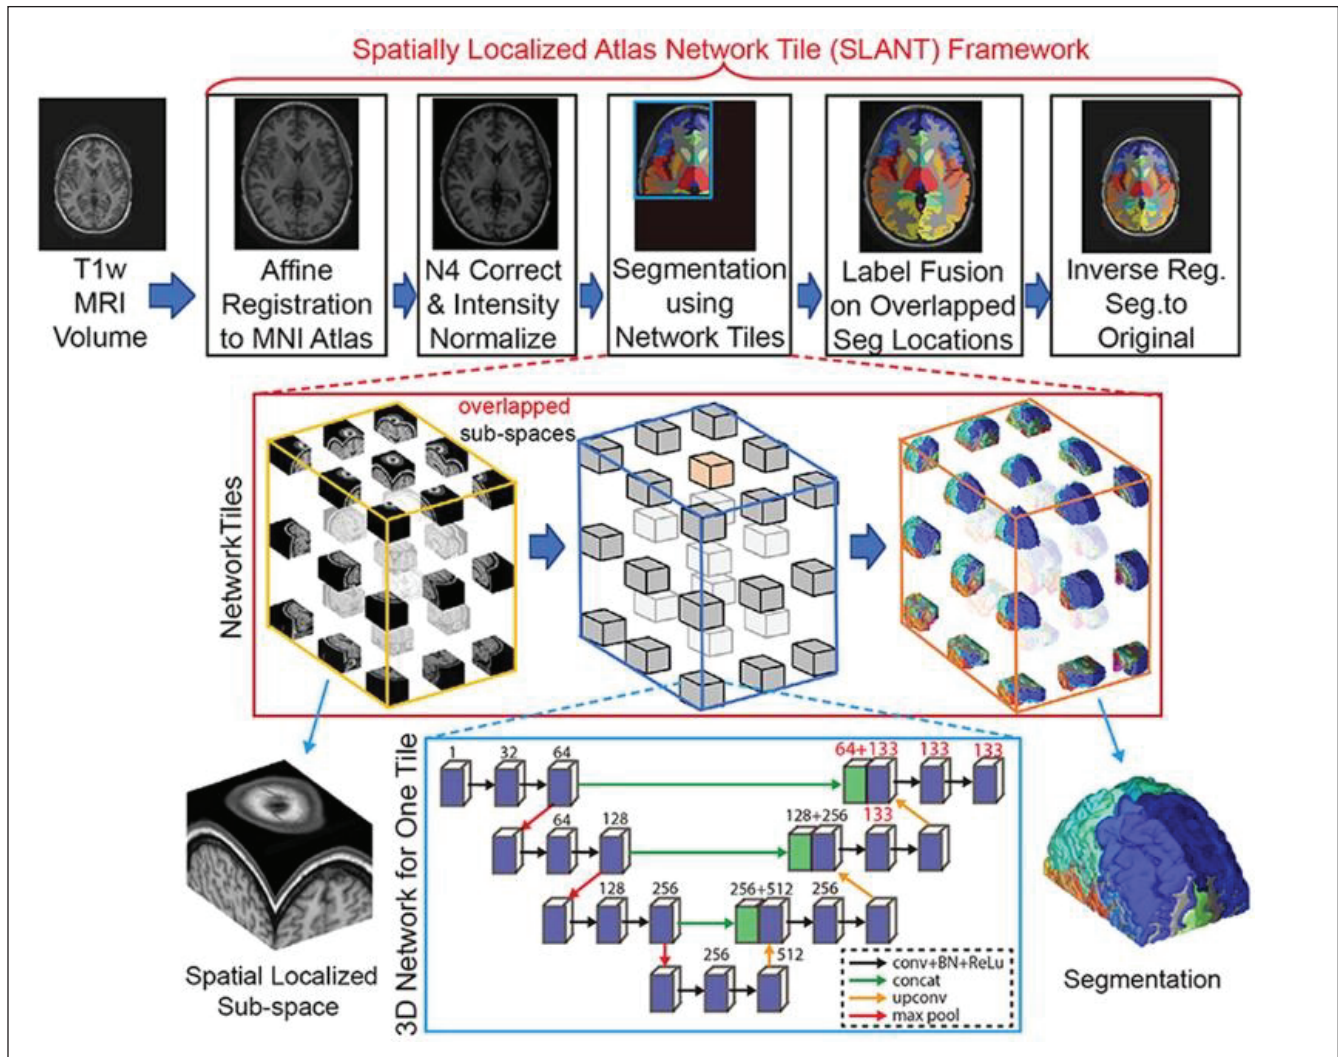 Spatially Localized Atlas Network Tile (SLANT) Framework
T1w
MRI
Volume
Affine
Registration
to MNI Atlas
N4 Correct
& Intensity
Normalize
Segmentation
using
Network Tiles
Label Fusion
on Overlapped
Seg Locations
Inverse Reg.
Seg.to
Original
NetworkTiles
overlapped
sub-spaces
3D Network for One Tile
1
32
64
64+133
133
133
64
128
128+256
133
128
256
256+512
256
256
512
conv+BN+ReLu
concat
upconv
max pool
Spatial Localized
Sub-space
Segmentation